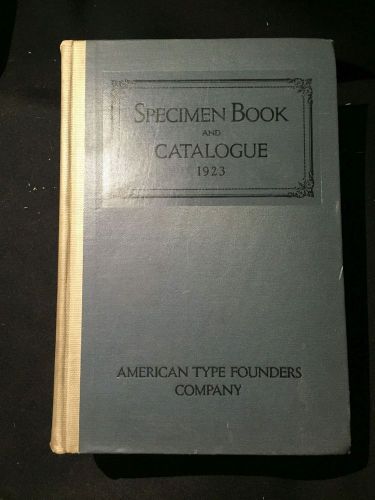 SPECIMEN BOOK
AND
CATALOGUE
1923
AMERICAN TYPE FOUNDERS
COMPANY